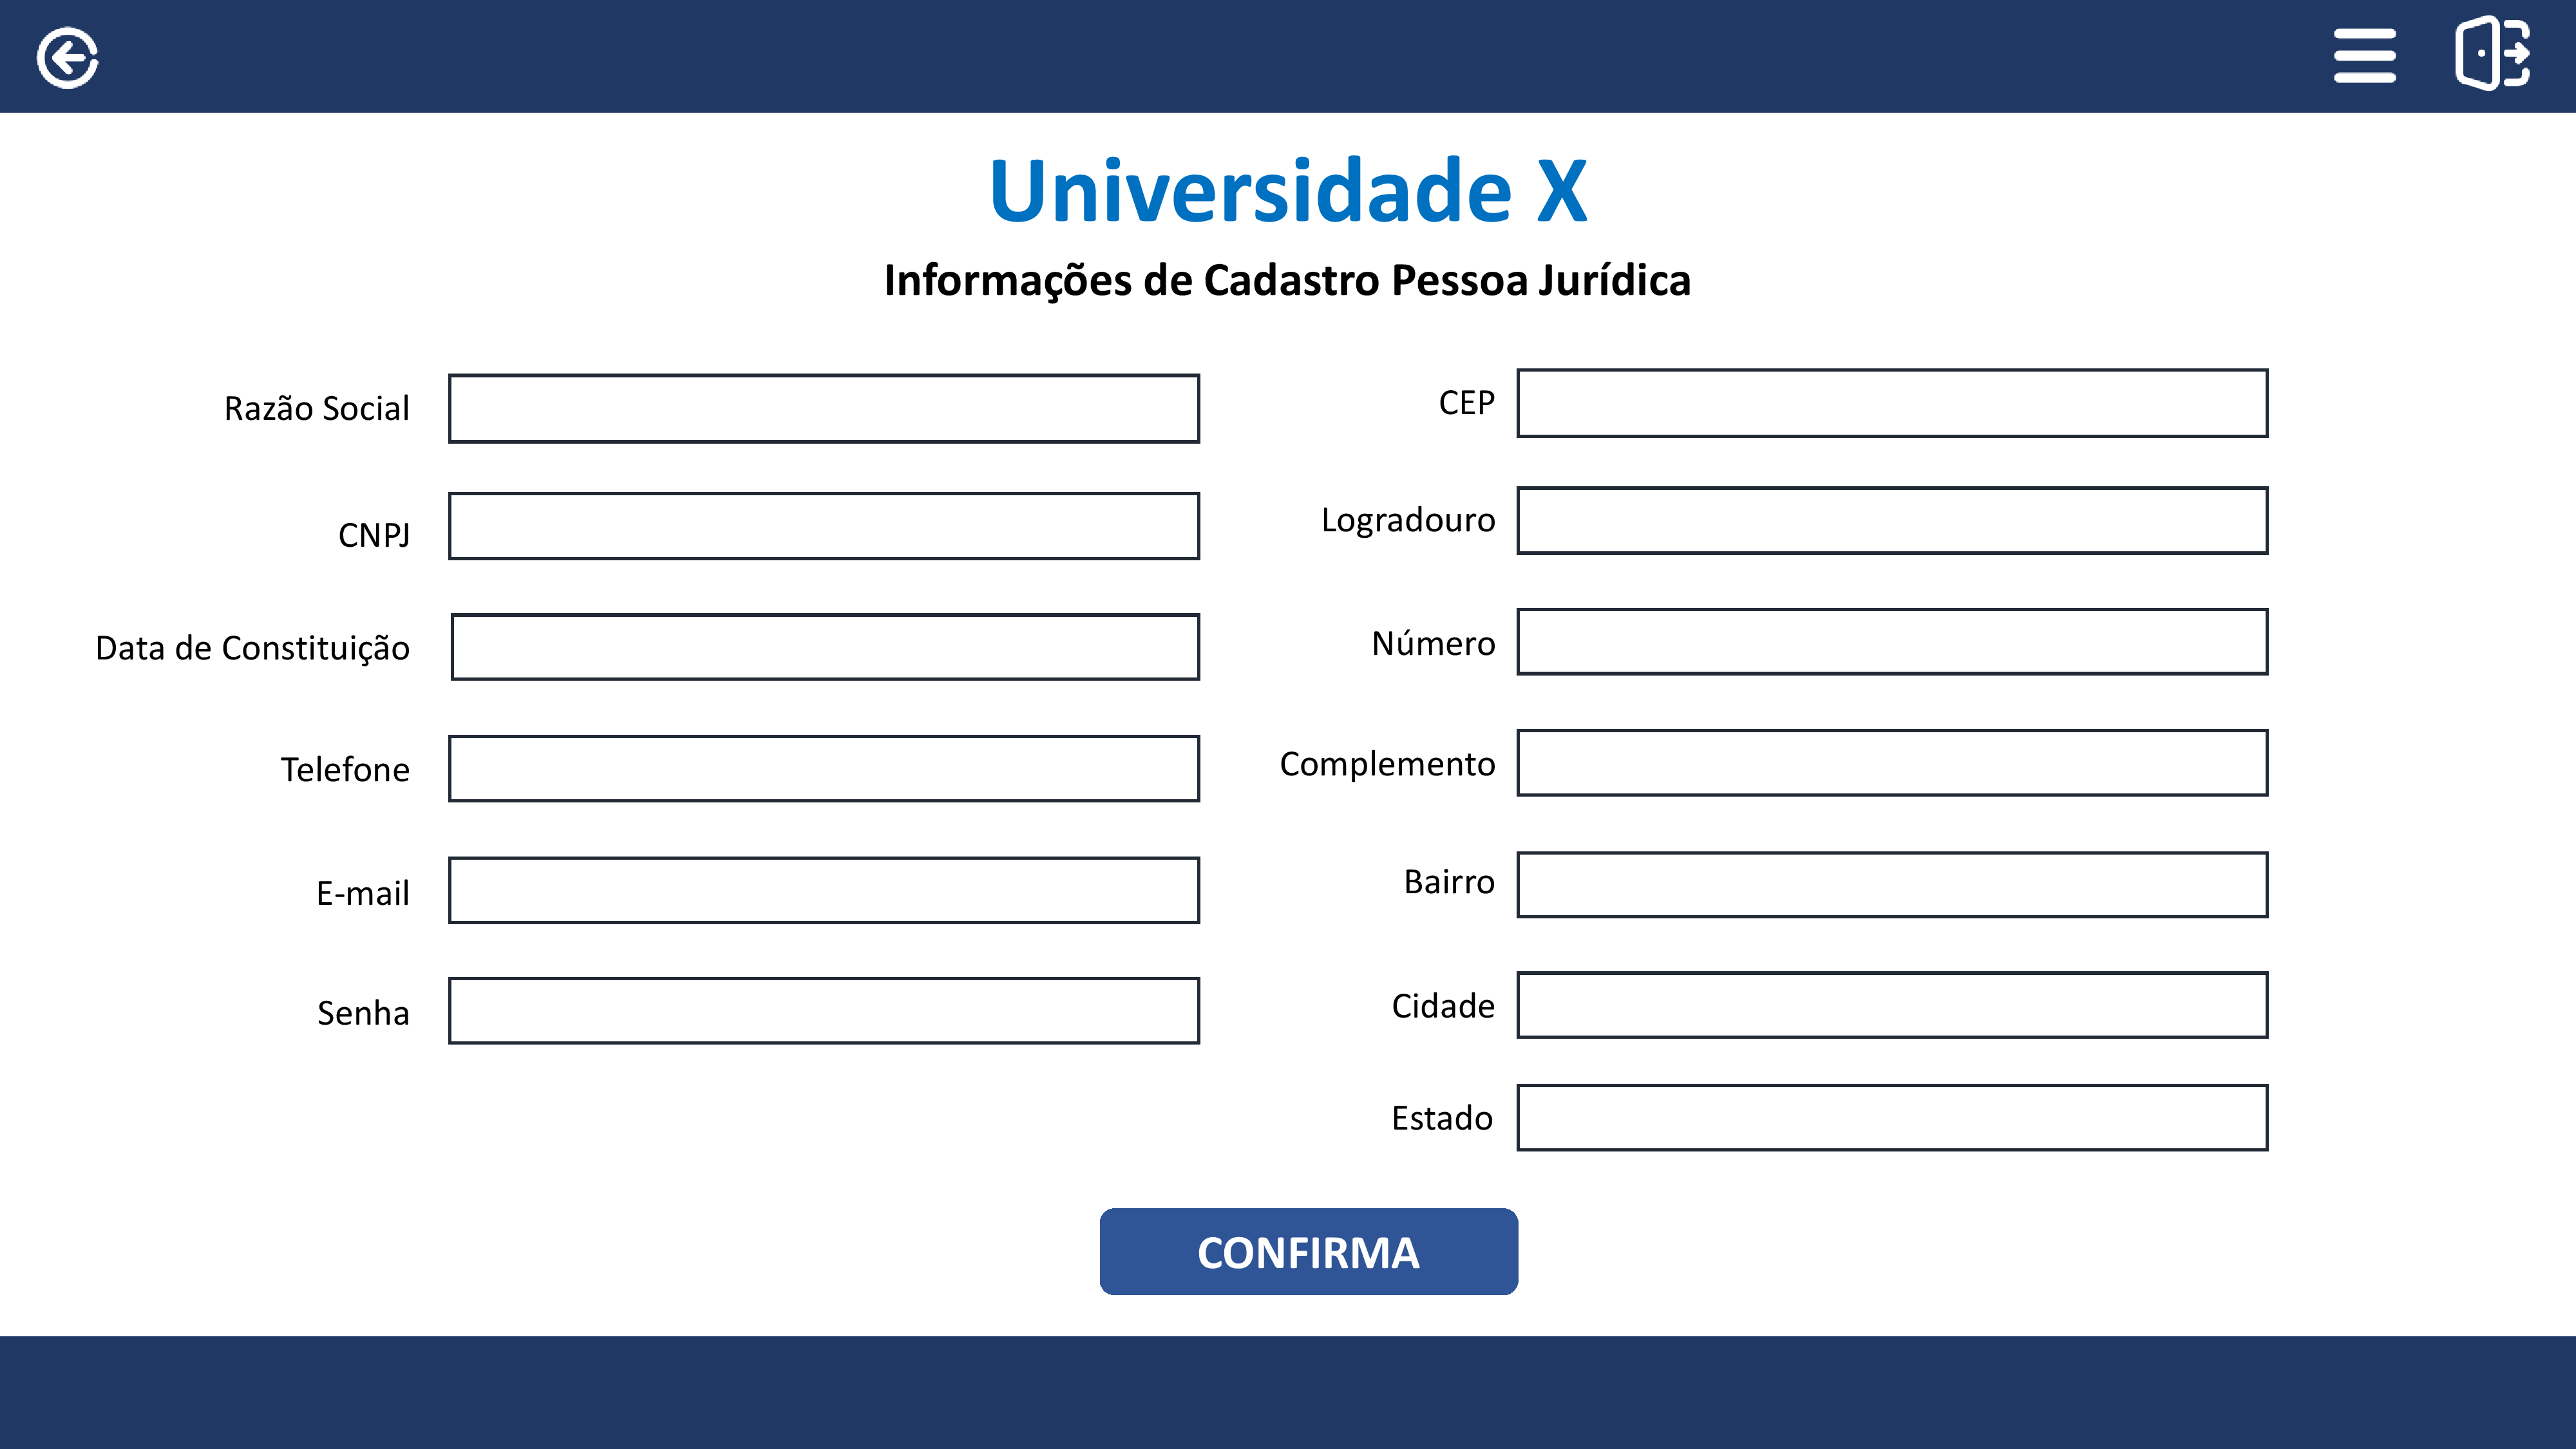 Universidade X
Informações de Cadastro Pessoa Jurídica
Razão Social
CNPJ
Data de Constituição
Telefone
E-mail
Senha
CEP
Logradouro
Número
Complemento
Bairro
Cidade
Estado
CONFIRMA